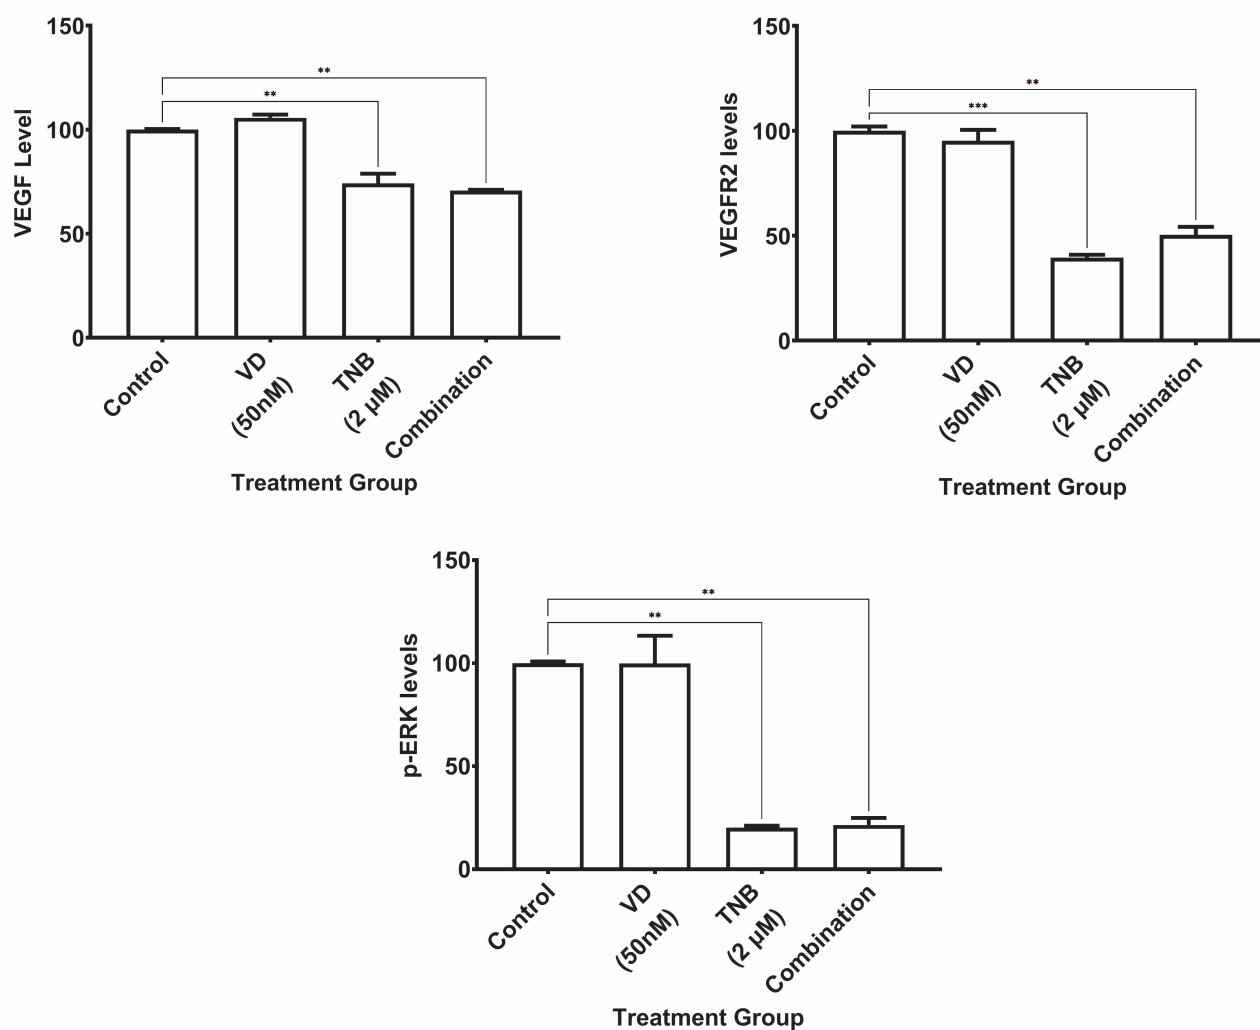 150
100
50
0
VEGF Level
**
**
Control
VD
(50nM)
TNB
(2 µM)
Combination
Treatment Group
150
100
50
0
VEGFR2 levels
**
***
Control
VD
(50nM)
TNB
(2 µM)
Combination
Treatment Group
150
100
50
0
p-ERK levels
**
**
Control
VD
(50nM)
TNB
(2 µM)
Combination
Treatment Group